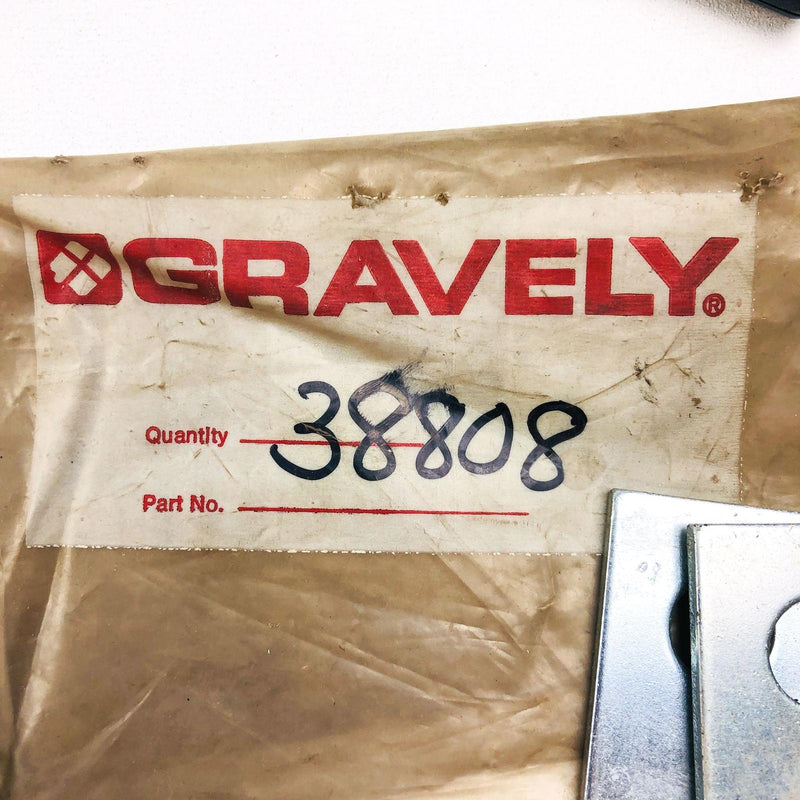 GRAVELY®
38808
Quantity
Part No.